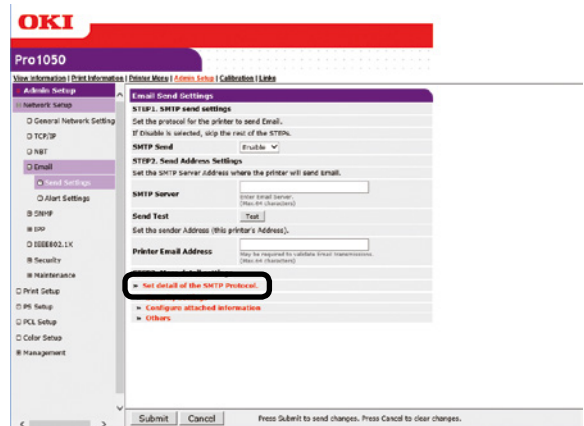 OKI
Pro1050
View Information | Print Information | Printer Menu | Admin Setup | Calibration | Links
Admin Setup
Network Setup
General Network Setting
TCP/IP
NBT
Email
Send Settings
Alert Settings
SNMP
IPP
IEEE802.1X
Security
Maintenance
Print Setup
PS Setup
PCL Setup
Color Setup
Management
Email Send Settings
STEP1. SMTP send settings
Set the protocol for the printer to send Email.
If Disable is selected, skip the rest of the STEPs.
SMTP Send Enable
STEP2. Send Address Settings
Set the SMTP Server Address where the printer will send Email.
SMTP Server
Enter Email Server.
(Max.64 characters)
Send Test Test
Set the sender Address (this printer's Address).
Printer Email Address
May be required to validate Email transmissions.
(Max.64 characters)
Set detail of the SMTP Protocol.
Configure attached information
Others
Submit Cancel Press Submit to send changes. Press Cancel to clear changes.